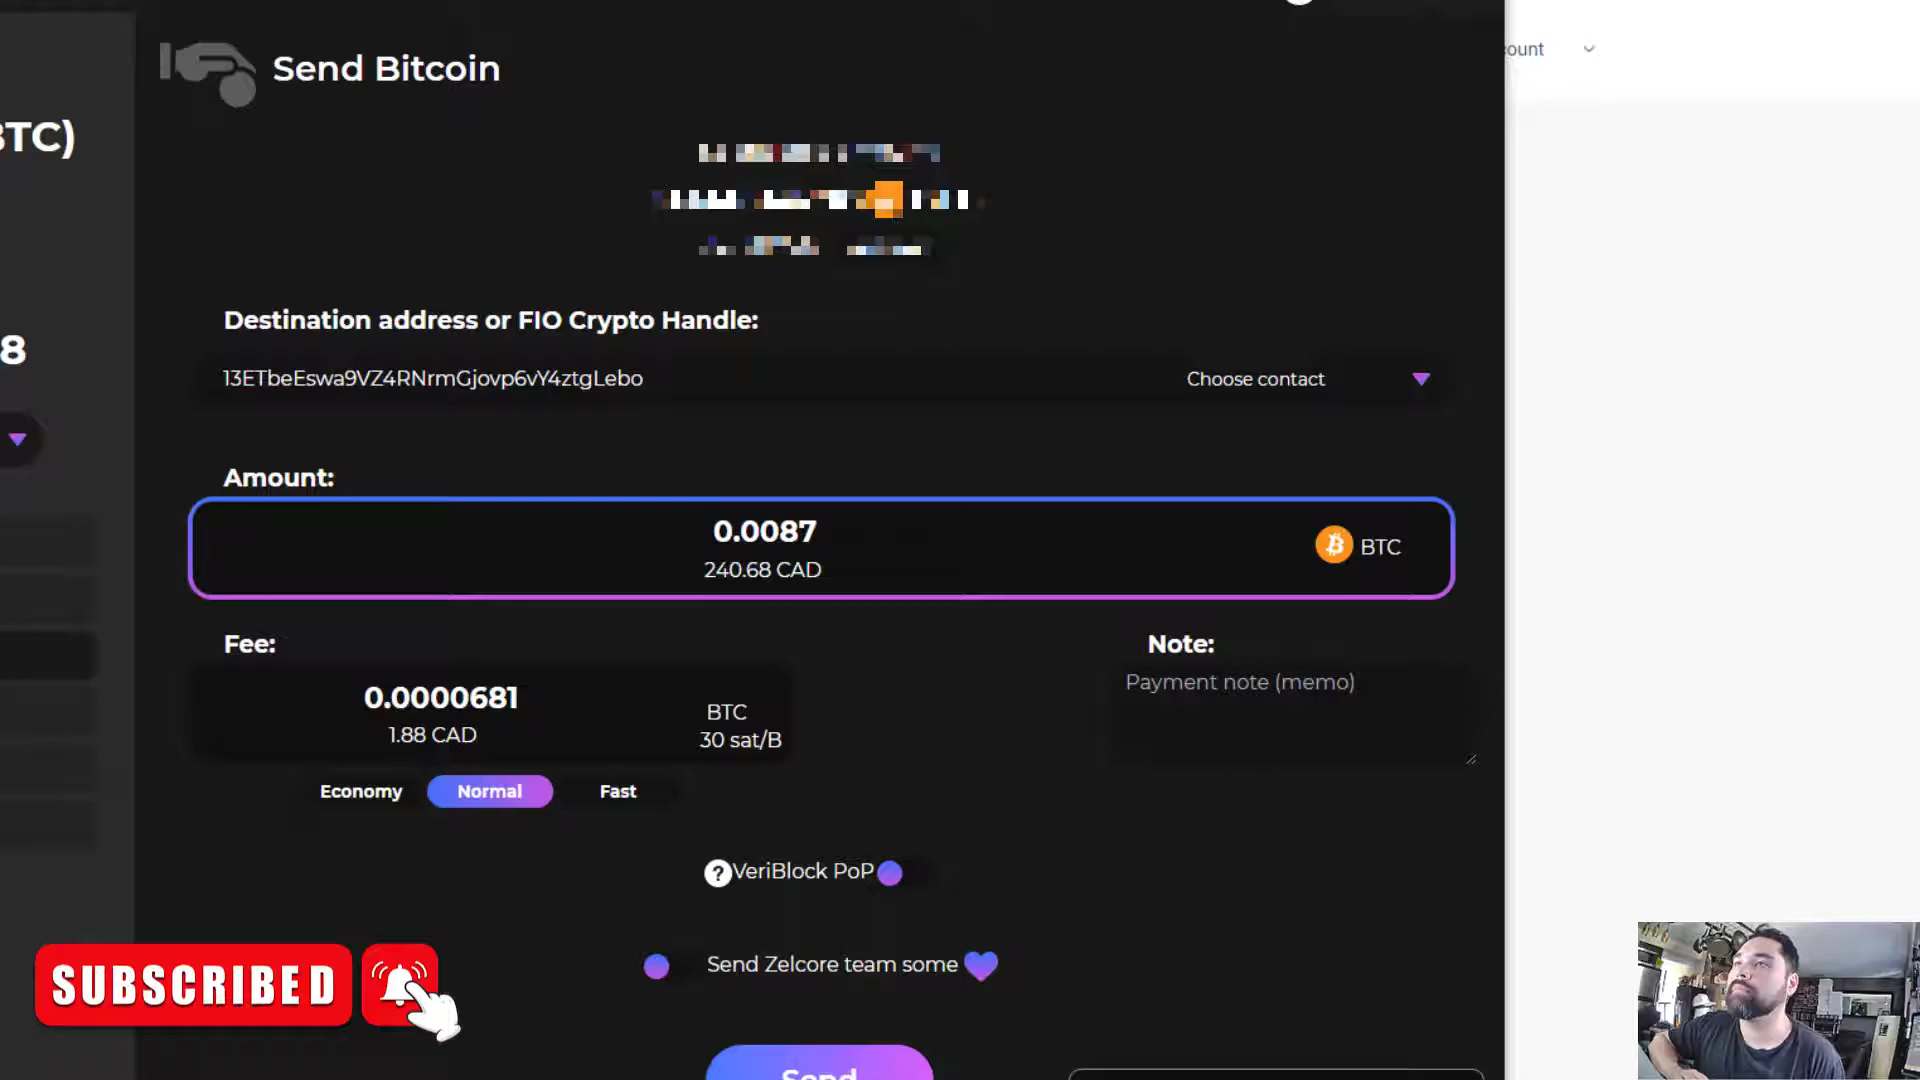 ount
Send Bitcoin
BTC)
Destination address or FIO Crypto Handle:
8
13ETbeEswa9VZ4RNrmGjovp6vY4ztgLebo
Choose contact
Amount:
0.0087
240.68 CAD
BTC
Fee:
0.0000681
1.88 CAD
BTC
30 sat/B
Note:
Payment note (memo)
Economy
Normal
Fast
? VeriBlock PoP
Send Zelcore team some
SUBSCRIBED
Send